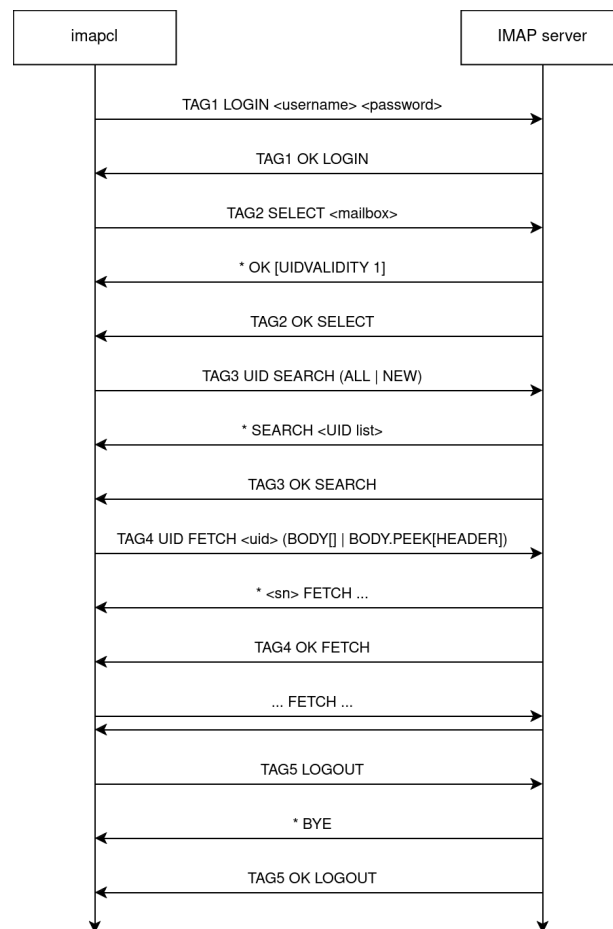 imapcl
IMAP server
TAG1 LOGIN <username> <password>
TAG1 OK LOGIN
TAG2 SELECT <mailbox>
* OK [UIDVALIDITY 1]
TAG2 OK SELECT
TAG3 UID SEARCH (ALL | NEW)
* SEARCH <UID list>
TAG3 OK SEARCH
TAG4 UID FETCH <uid> (BODY[] | BODY.PEEK[HEADER])
* <sn> FETCH ...
TAG4 OK FETCH
... FETCH ...
TAG5 LOGOUT
* BYE
TAG5 OK LOGOUT